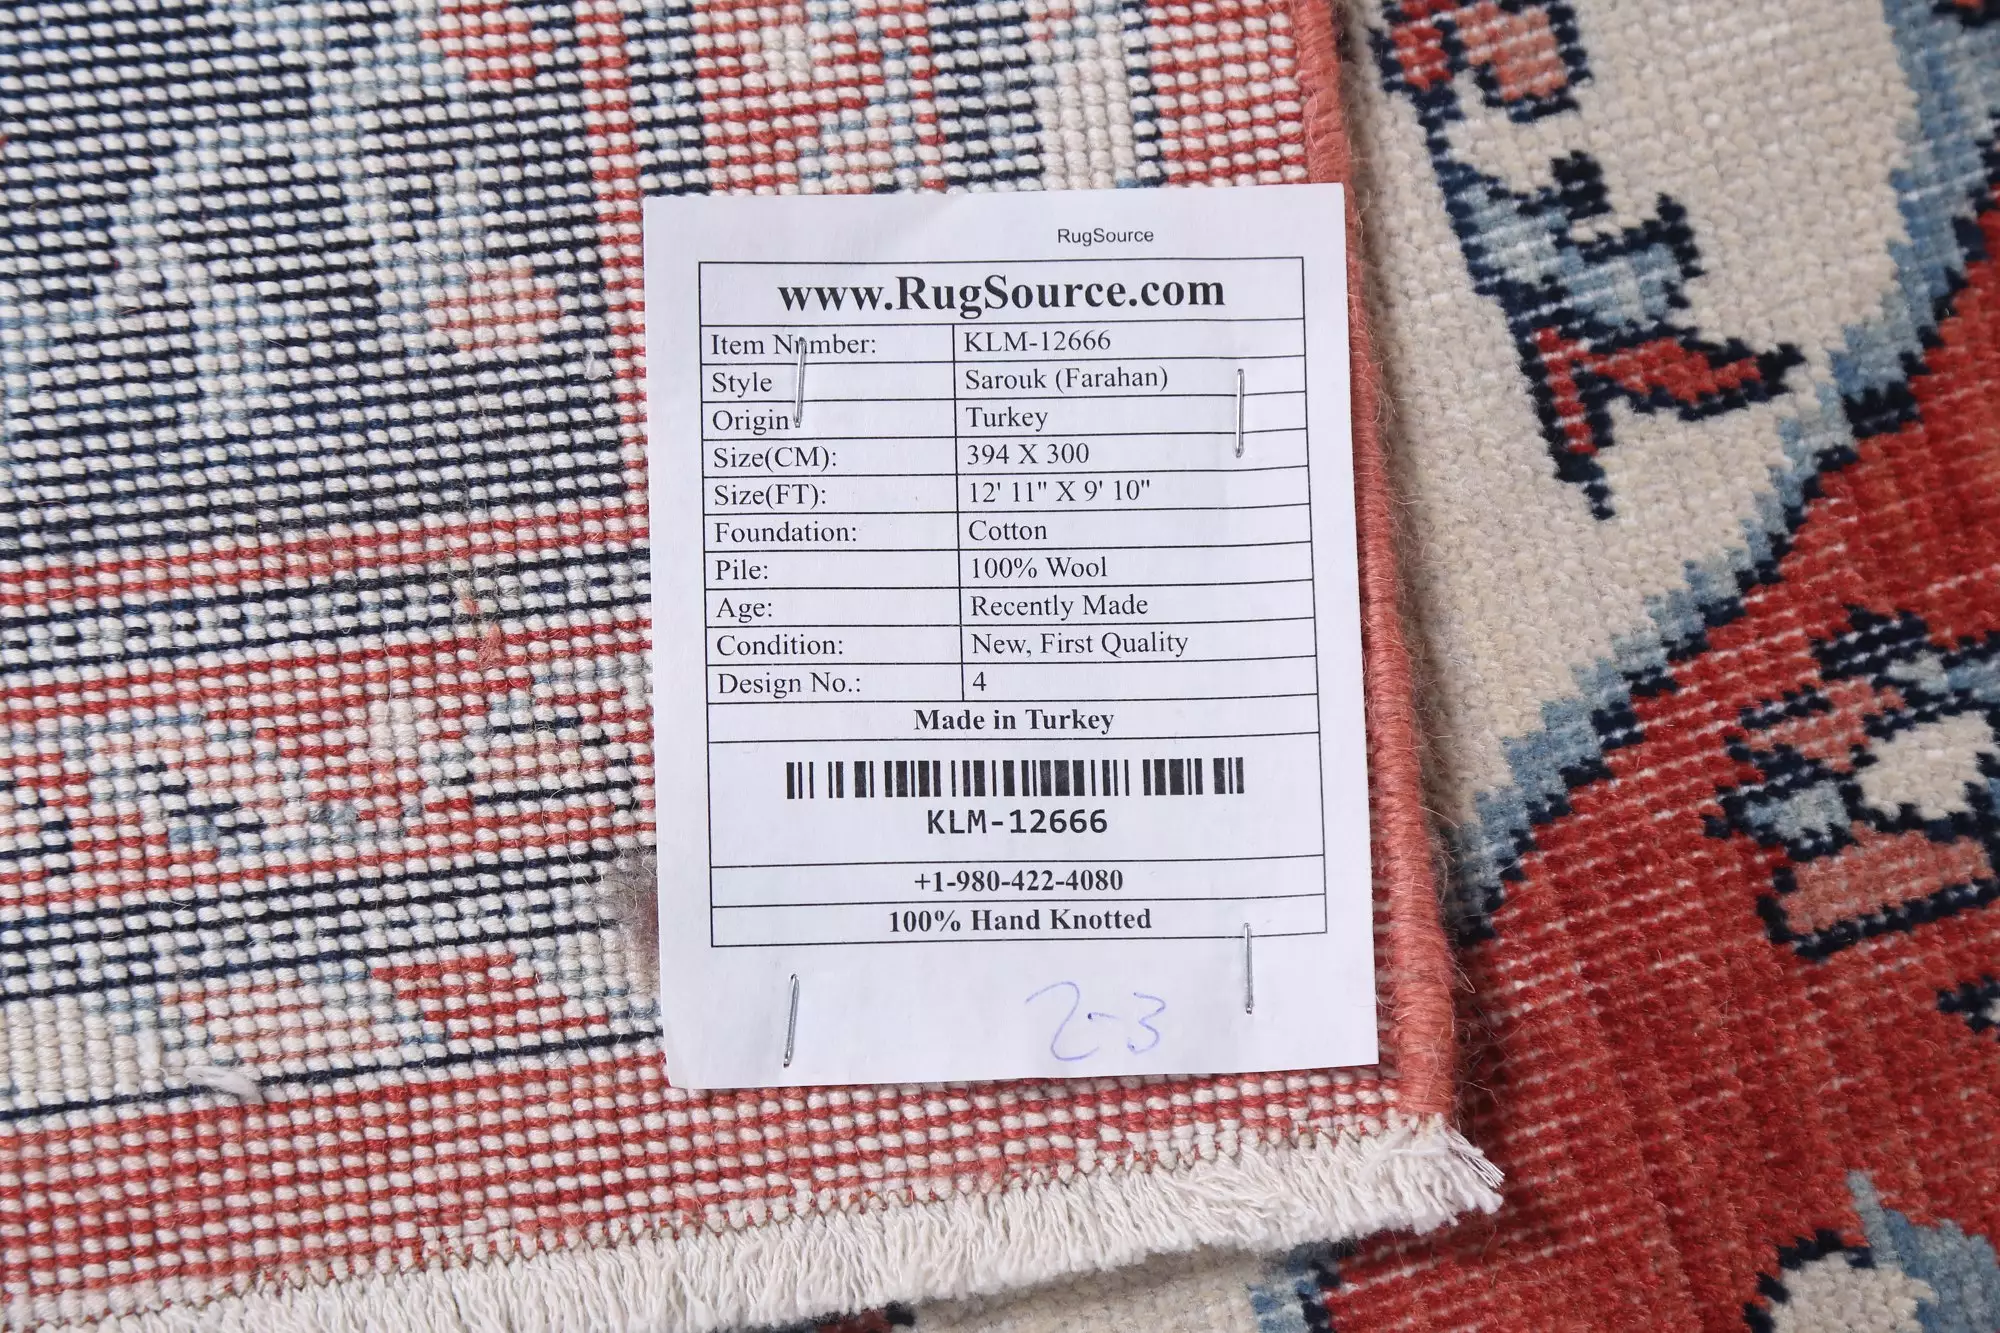 RugSource
www.RugSource.com
Item Number: KLM-12666
Style Sarouk (Farahan)
Origin Turkey
Size(CM): 394 X 300
Size(FT): 12' 11" X 9' 10"
Foundation: Cotton
Pile: 100% Wool
Age: Recently Made
Condition: New, First Quality
Design No.: 4
Made in Turkey
KLM-12666
+1-980-422-4080
100% Hand Knotted
2-3